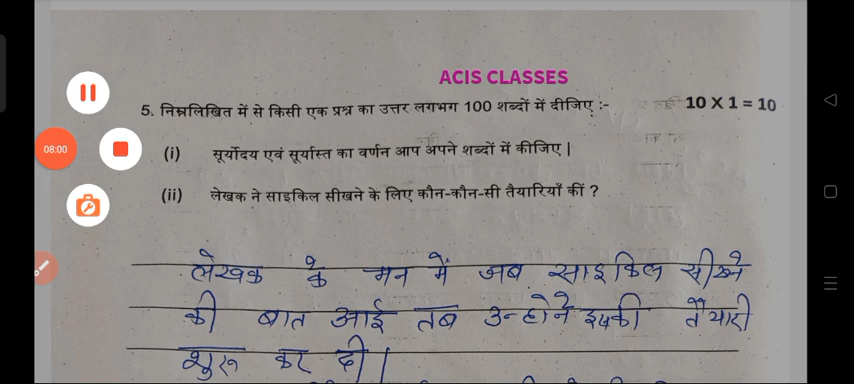 ACIS CLASSES
5. निम्नलिखित में से किसी एक प्रश्न का उत्तर लगभग 100 शब्दों में दीजिए :- 10 X 1 = 10
08:00
(i) सूर्योदय एवं सूर्यास्त का वर्णन आप अपने शब्दों में कीजिए |
(ii) लेखक ने साइकिल सीखने के लिए कौन-कौन-सी तैयारियाँ कीं ?
लेखक के मन में जब साइकिल सीखने
की बात आई तब उन्होंने इसकी तैयारी
शुरू कर दी |